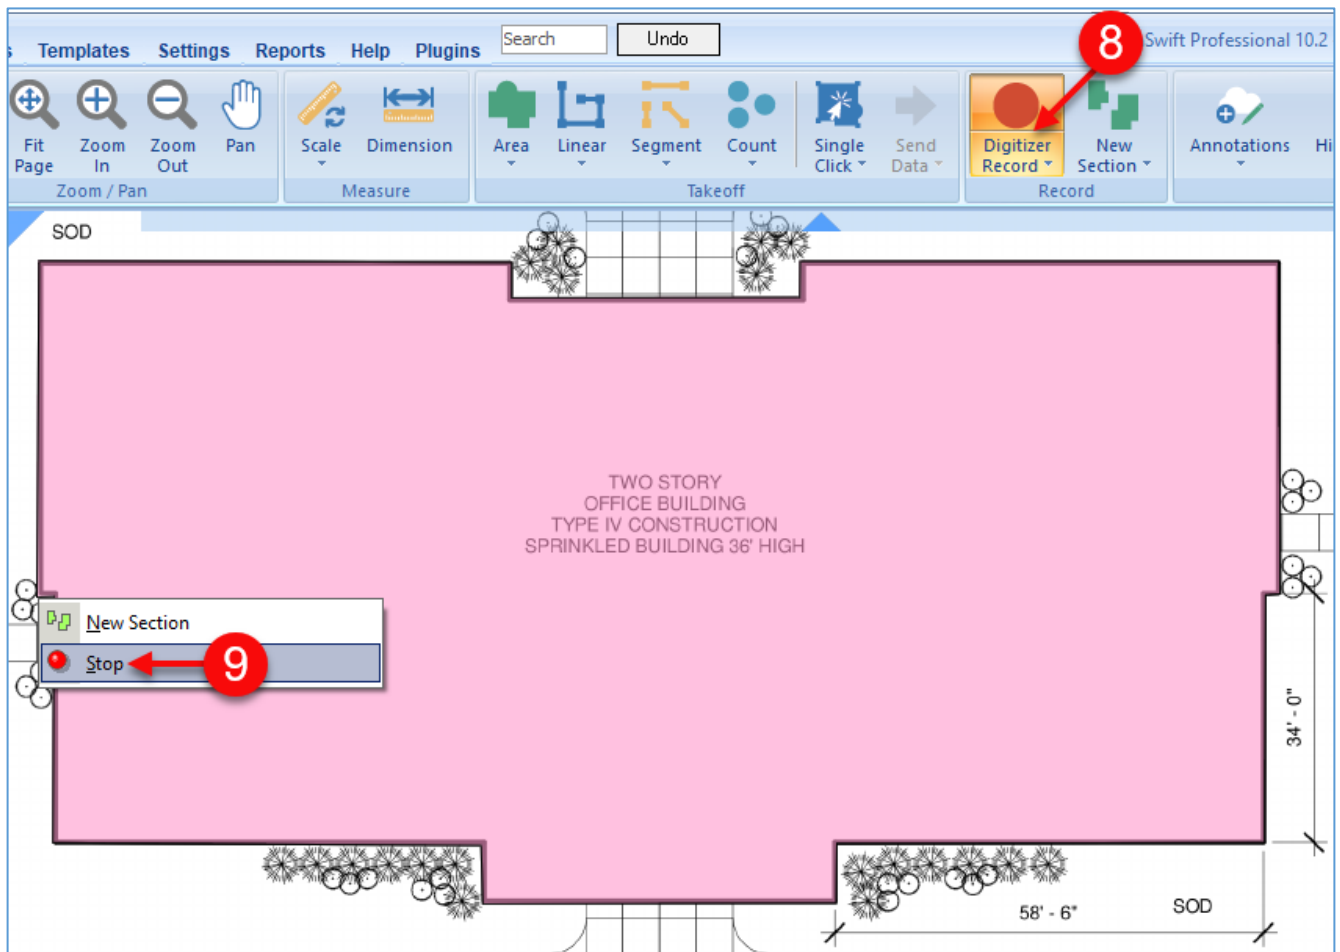 s Templates Settings Reports Help Plugins Search Undo 8 Swift Professional 10.2
Fit Page
Zoom In
Zoom Out
Pan
Scale
Dimension
Area
Linear
Segment
Count
Single Click
Send Data
Digitizer Record
New Section
Annotations
Hi
Zoom / Pan
Measure
Takeoff
Record
SOD
TWO STORY
OFFICE BUILDING
TYPE IV CONSTRUCTION
SPRINKLED BUILDING 36' HIGH
New Section
Stop 9
34' - 0"
58' - 6"
SOD